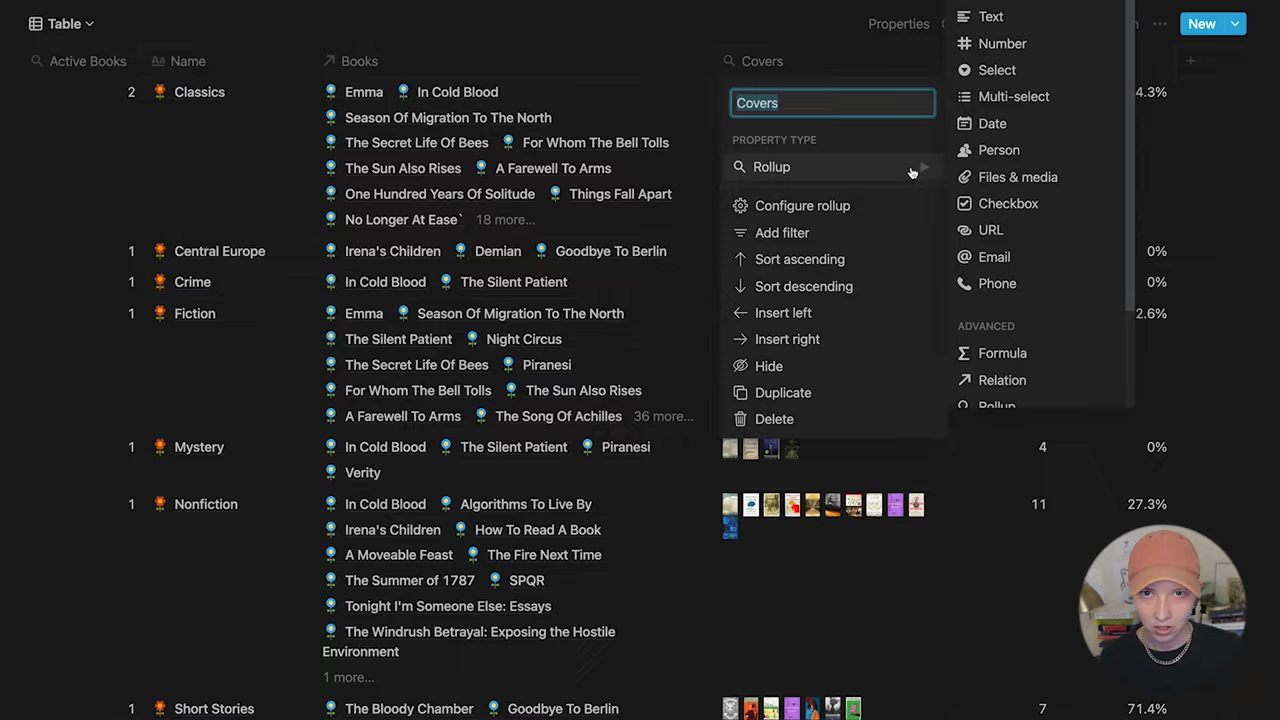 Table
Properties
New
Active Books
Name
Books
Covers
2 Classics
Emma In Cold Blood
Season Of Migration To The North
The Secret Life Of Bees For Whom The Bell Tolls
The Sun Also Rises A Farewell To Arms
One Hundred Years Of Solitude Things Fall Apart
No Longer At Ease` 18 more...
4.3%
1 Central Europe Irena's Children Demian Goodbye To Berlin 0%
1 Crime In Cold Blood The Silent Patient 0%
1 Fiction Emma Season Of Migration To The North 2.6%
The Silent Patient Night Circus
The Secret Life Of Bees Piranesi
For Whom The Bell Tolls The Sun Also Rises
A Farewell To Arms The Song Of Achilles 36 more...
1 Mystery In Cold Blood The Silent Patient Piranesi 4 0%
Verity
1 Nonfiction In Cold Blood Algorithms To Live By 11 27.3%
Irena's Children How To Read A Book
A Moveable Feast The Fire Next Time
The Summer of 1787 SPQR
Tonight I'm Someone Else: Essays
The Windrush Betrayal: Exposing the Hostile
Environment
1 more...
1 Short Stories The Bloody Chamber Goodbye To Berlin 7 71.4%
Covers
PROPERTY TYPE
Rollup
Configure rollup
Add filter
Sort ascending
Sort descending
Insert left
Insert right
Hide
Duplicate
Delete
Text
Number
Select
Multi-select
Date
Person
Files & media
Checkbox
URL
Email
Phone
ADVANCED
Formula
Relation
Rollup